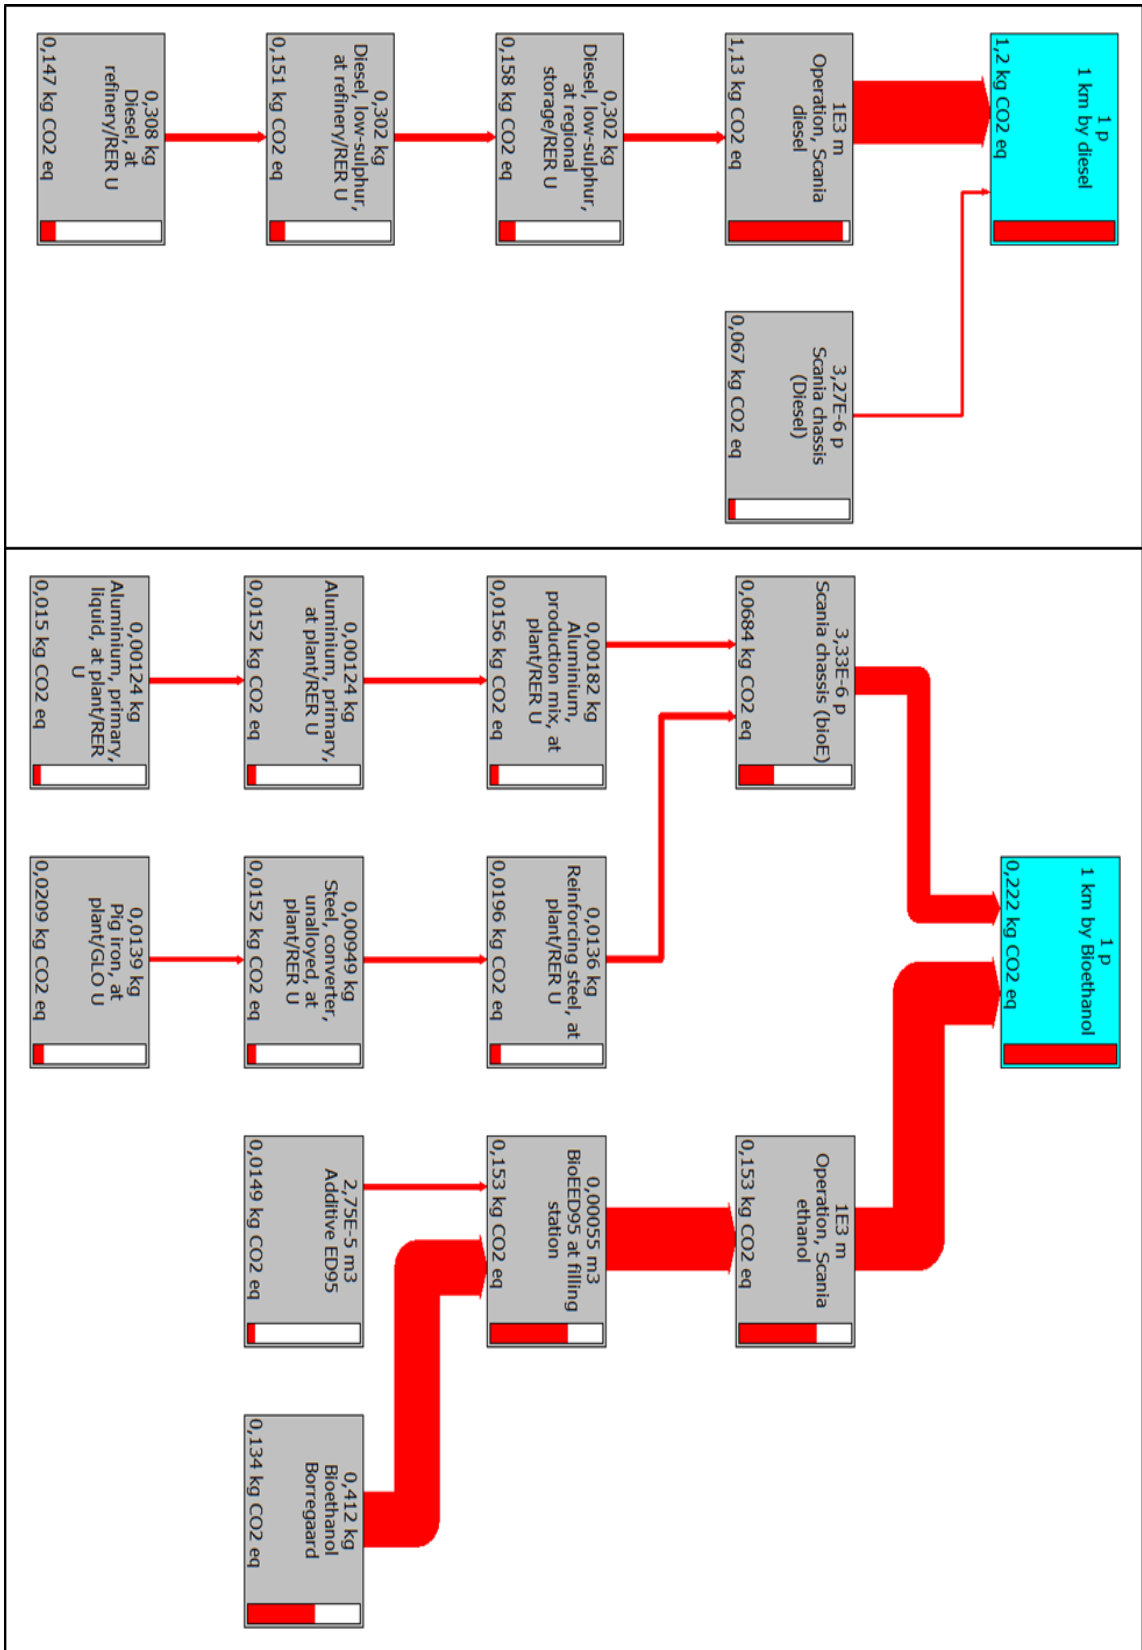 1 p
1 km by diesel
1,2 kg CO2 eq
1E3 m
Operation, Scania
diesel
1,13 kg CO2 eq
3,27E-6 p
Scania chassis
(Diesel)
0,067 kg CO2 eq
0,302 kg
Diesel, low-sulphur,
at regional
storage/RER U
0,158 kg CO2 eq
0,302 kg
Diesel, low-sulphur,
at refinery/RER U
0,151 kg CO2 eq
0,308 kg
Diesel, at
refinery/RER U
0,147 kg CO2 eq
1 p
1 km by Bioethanol
0,222 kg CO2 eq
3,33E-6 p
Scania chassis (bioE)
0,0684 kg CO2 eq
1E3 m
Operation, Scania
ethanol
0,153 kg CO2 eq
0,00182 kg
Aluminium,
production mix, at
plant/RER U
0,0156 kg CO2 eq
0,0136 kg
Reinforcing steel, at
plant/RER U
0,0196 kg CO2 eq
0,00055 m3
BioEED95 at filling
station
0,153 kg CO2 eq
0,00124 kg
Aluminium, primary,
at plant/RER U
0,0152 kg CO2 eq
0,00949 kg
Steel, converter,
unalloyed, at
plant/RER U
0,0152 kg CO2 eq
2,75E-5 m3
Additive ED95
0,0149 kg CO2 eq
0,412 kg
Bioethanol
Borregaard
0,134 kg CO2 eq
0,00124 kg
Aluminium, primary,
liquid, at plant/RER
U
0,015 kg CO2 eq
0,0139 kg
Pig iron, at
plant/GLO U
0,0209 kg CO2 eq